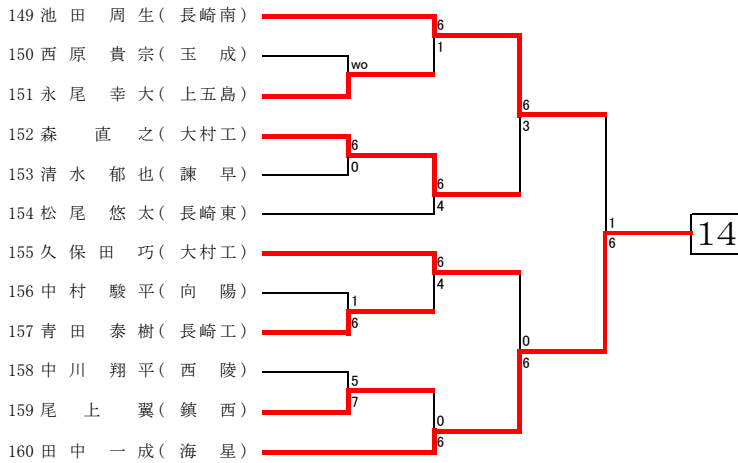 149 池田 周生(長崎南)
6
150 西原 貴宗(玉成)
1
wo
151 永尾 幸大(上五島)
6
152 森 直之(大村工)
3
6
153 清水 郁也(諫早)
0
6
154 松尾 悠太(長崎東)
4
1
14
155 久保田 巧(大村工)
6
6
156 中村 駿平(向陽)
4
1
157 青田 泰樹(長崎工)
6
0
158 中川 翔平(西陵)
6
5
159 尾上 翼(鎮西)
7
0
160 田中 一成(海星)
6